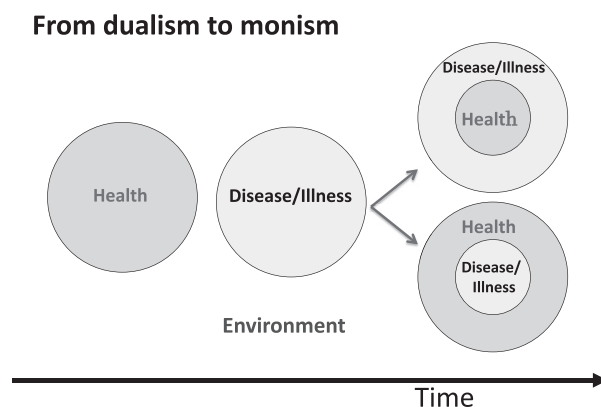 From dualism to monism
Disease/Illness
Health
Health
Disease/Illness
Health
Disease/
Illness
Environment
Time